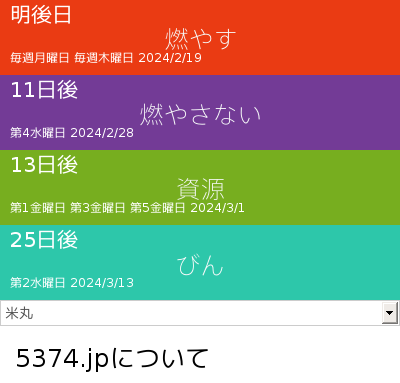 明後日
燃やす
毎週月曜日 毎週木曜日 2024/2/19
11日後
燃やさない
第4水曜日 2024/2/28
13日後
資源
第1金曜日 第3金曜日 第5金曜日 2024/3/1
25日後
びん
第2水曜日 2024/3/13
米丸
5374.jpについて